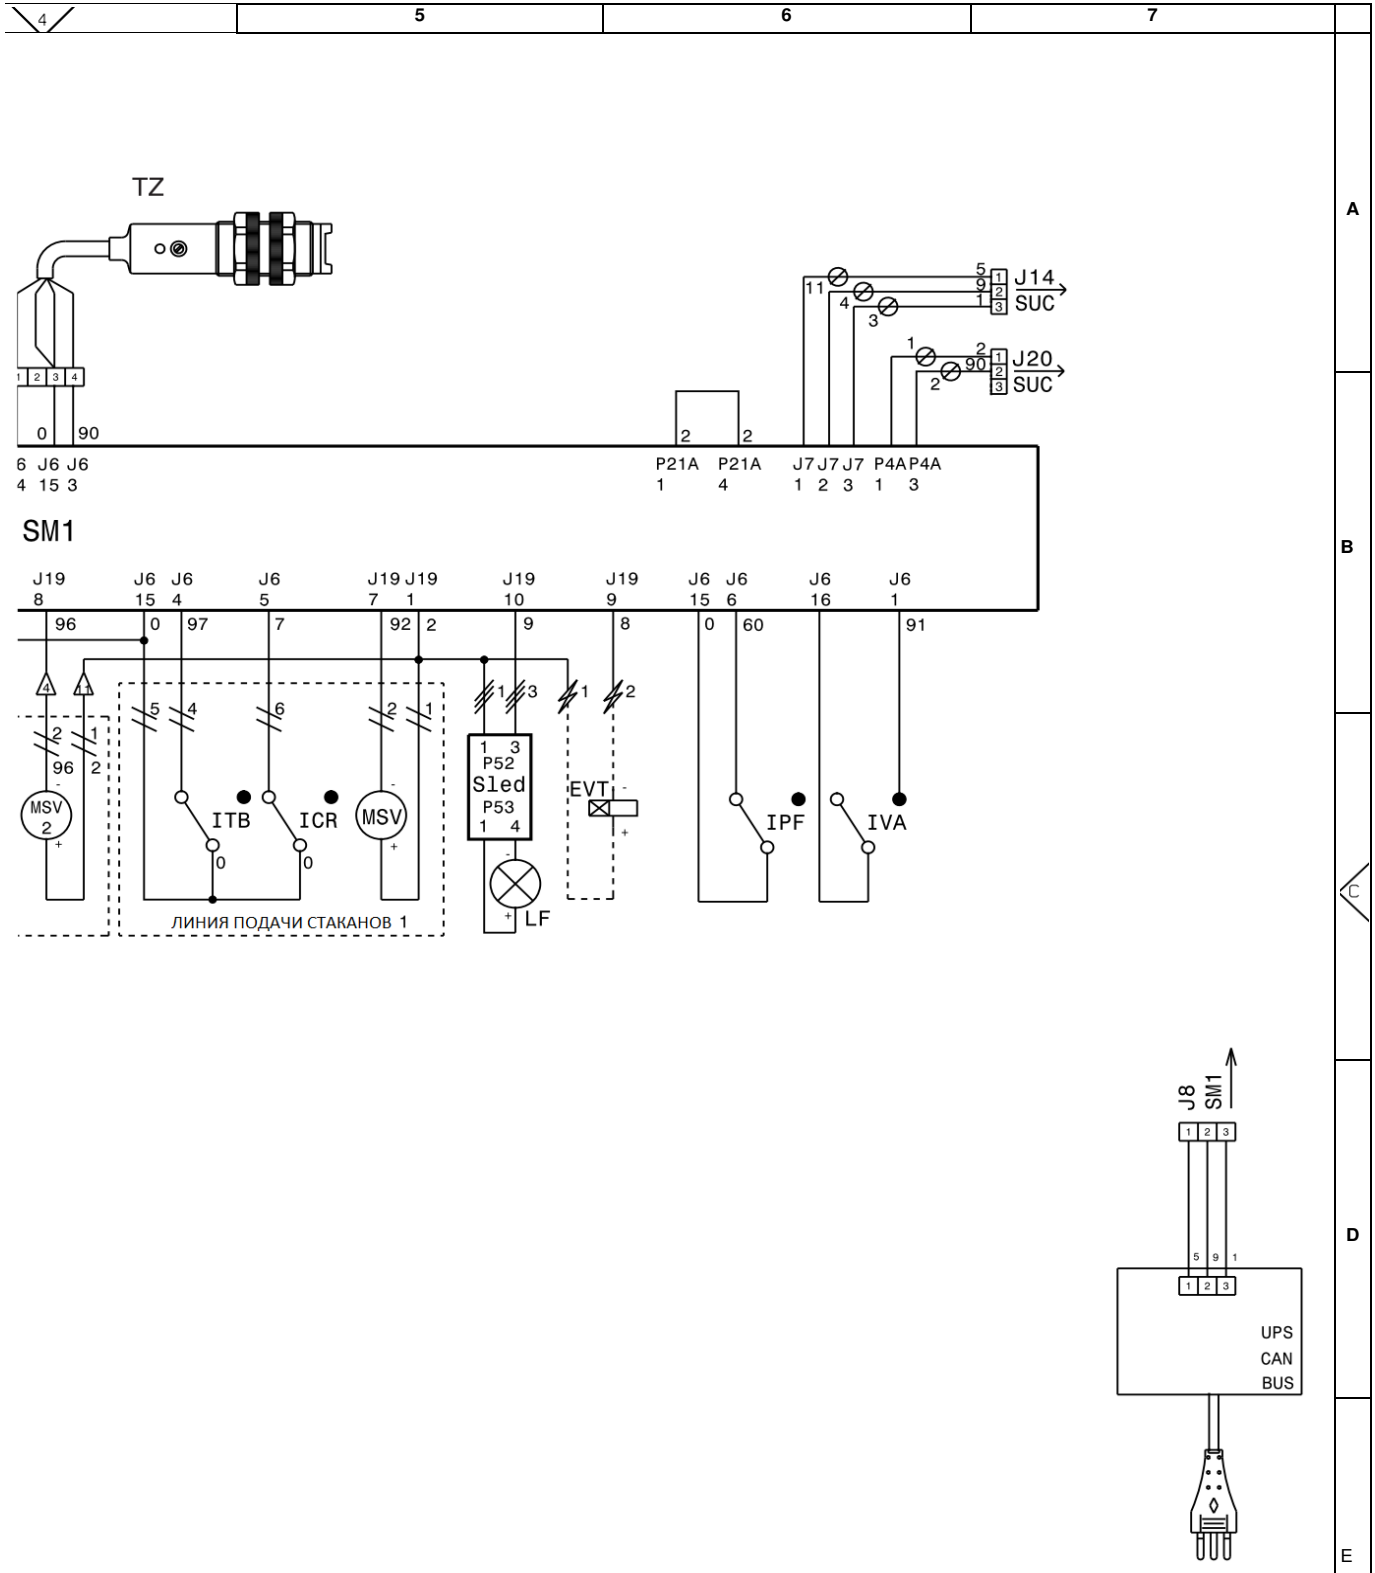 4 5 6 7
A
TZ
11 5 1 J14
4 9 2
3 1 3 SUC
1 2 1 J20
2 90 2
3 SUC
1 2 3 4
0 90 2 2
6 J6 J6 P21A P21A J7 J7 J7 P4A P4A
4 15 3 1 4 1 2 3 1 3
SM1
B
J19 J6 J6 J6 J19 J19 J19 J19 J6 J6 J6 J6
8 15 4 5 7 1 10 9 15 6 16 1
96 0 97 7 92 2 9 8 0 60 91
4 11 1 3 1 2
5 4 6 2 1
2 1
96 2
1 3
P52
Sled
P53
1 4
-
MSV
2
+
ITB
0
ICR
0
-
MSV
+
EVT -
+
IPF
IVA
-
+ LF
ЛИНИЯ ПОДАЧИ СТАКАНОВ 1
C
J8
SM1
1 2 3
D
5 9 1
1 2 3
UPS
CAN
BUS
E